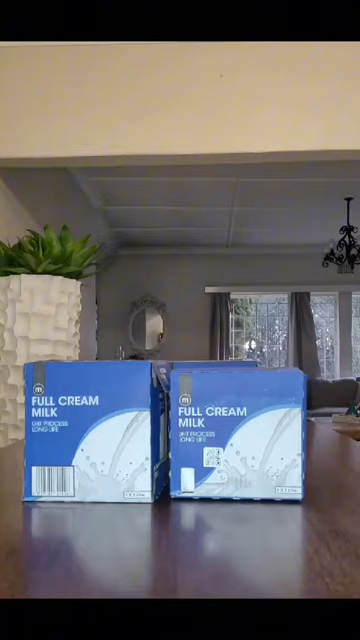 m
FULL CREAM
MILK
UHT PROCESS
LONG LIFE
m
FULL CREAM
MILK
UHT PROCESS
LONG LIFE